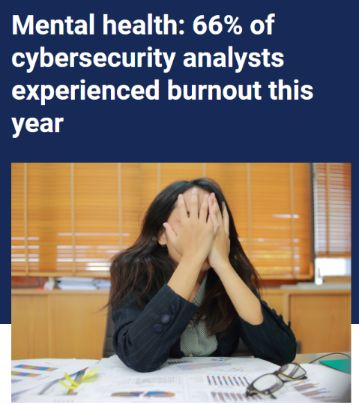 Mental health: 66% of
cybersecurity analysts
experienced burnout this
year